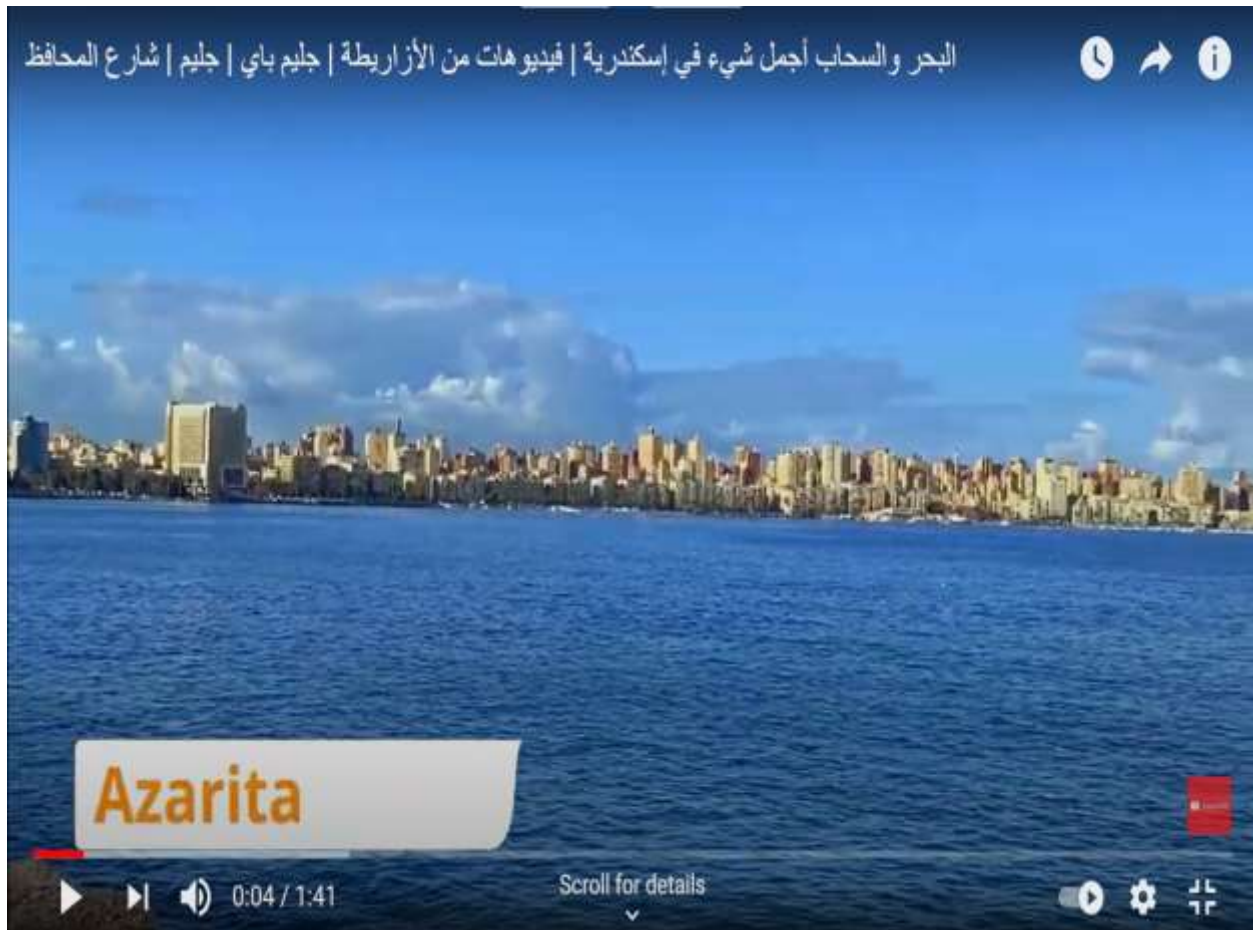 البحر والسحاب أجمل شيء في إسكندرية | فيديوهات من الأزاريطة | جليم باي | جليم | شارع المحافظ
Azarita
0:04 / 1:41
Scroll for details